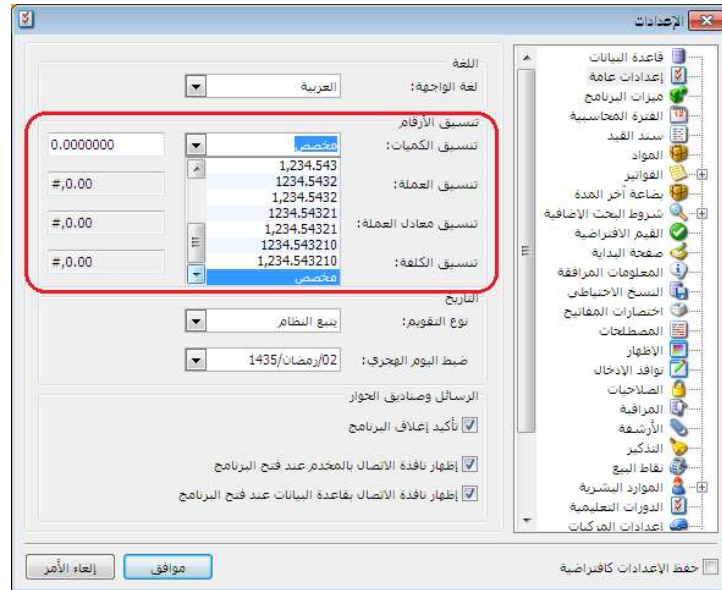 الإعدادات
قاعدة البيانات
إعدادات عامة
ميزات البرنامج
الفترة المحاسبية
سند القيد
المواد
الفواتير
بضاعة آخر المدة
شروط البحث الإضافية
القيم الافتراضية
صفحة البداية
المعلومات المرافقة
النسخ الاحتياطي
اختصارات المفاتيح
المصطلحات
الإظهار
نوافذ الإدخال
الصلاحيات
المراقبة
الأرشفة
التذكير
نقاط البيع
الموارد البشرية
الدورات التعليمية
إعدادات المركبات
اللغة
لغة الواجهة: العربية
تنسيق الأرقام
تنسيق الكميات: مخصص 0.0000000
1,234.543
1234.5432
تنسيق العملة: #,0.00
1,234.5432
1234.54321
تنسيق معادل العملة: #,0.00
1,234.54321
1234.543210
تنسيق الكلفة: 1,234.543210 #,0.00
مخصص
التاريخ
نوع التقويم: يتبع النظام
ضبط اليوم الهجري: 02/رمضان/1435
الرسائل وصناديق الحوار
تأكيد إغلاق البرنامج
إظهار نافذة الاتصال بالمخدم عند فتح البرنامج
إظهار نافذة الاتصال بقاعدة البيانات عند فتح البرنامج
حفظ الإعدادات كافتراضية
موافق
إلغاء الأمر